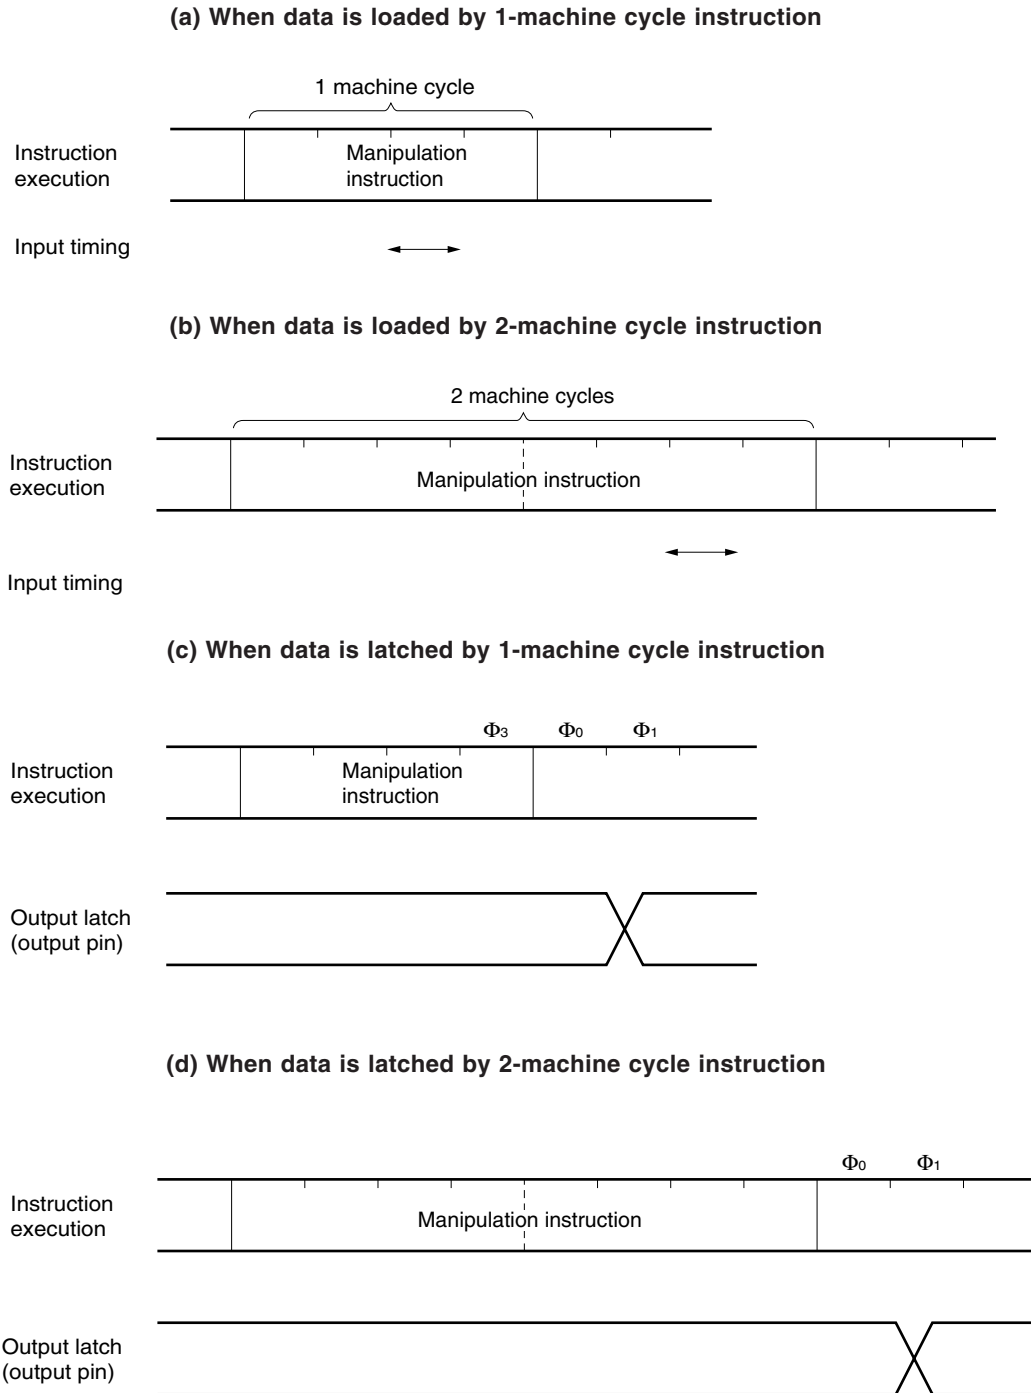 (a) When data is loaded by 1-machine cycle instruction
1 machine cycle
Instruction
execution
Manipulation
instruction
Input timing
(b) When data is loaded by 2-machine cycle instruction
2 machine cycles
Instruction
execution
Manipulation instruction
Input timing
(c) When data is latched by 1-machine cycle instruction
Φ3 Φ0 Φ1
Instruction
execution
Manipulation
instruction
Output latch
(output pin)
(d) When data is latched by 2-machine cycle instruction
Φ0 Φ1
Instruction
execution
Manipulation instruction
Output latch
(output pin)